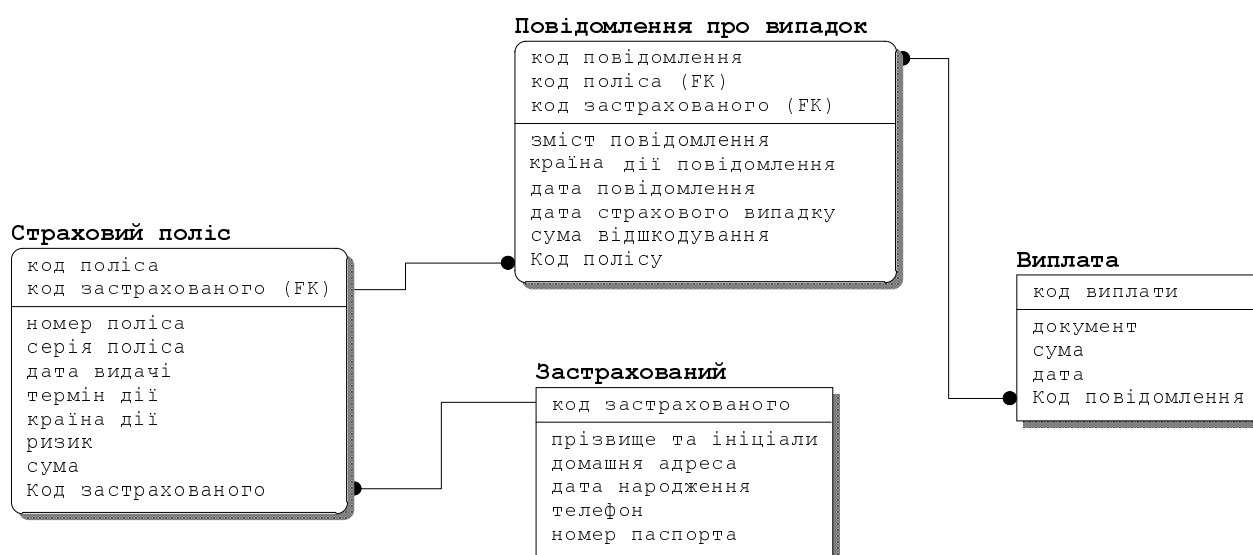 Повідомлення про випадок
код повідомлення
код поліса (FK)
код застрахованого (FK)
зміст повідомлення
країна дії повідомлення
дата повідомлення
дата страхового випадку
сума відшкодування
Код полісу
Страховий поліс
код поліса
код застрахованого (FK)
номер поліса
серія поліса
дата видачі
термін дії
країна дії
ризик
сума
Код застрахованого
Застрахований
код застрахованого
прізвище та ініціали
домашня адреса
дата народження
телефон
номер паспорта
Виплата
код виплати
документ
сума
дата
Код повідомлення